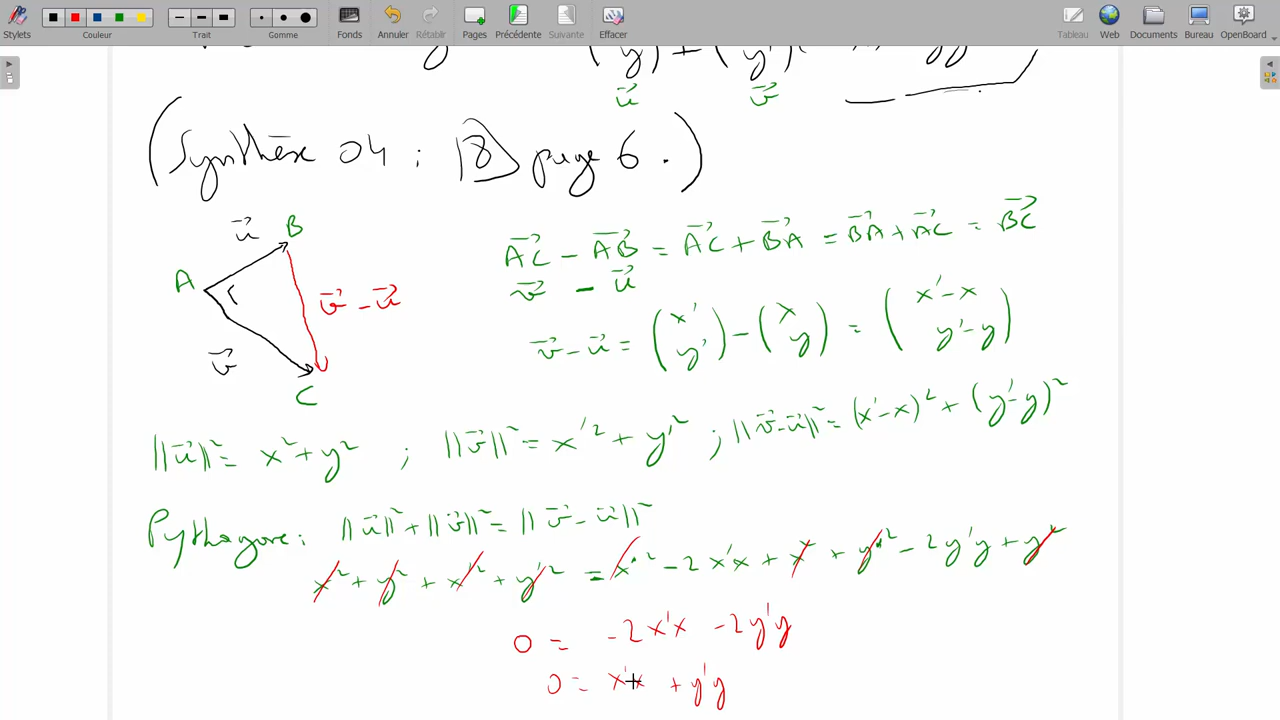 Stylets Couleur Trait Gomme Fonds Annuler Rétablir Pages Précédente Suivante Effacer Tableau Web Documents Bureau OpenBoard
(y) ⊥ (y')
u⃗ v⃗
(Synthèse 04 : 18 page 6.)
u⃗ B
A
v⃗ - u⃗
v⃗
C
AC⃗ - AB⃗ = AC⃗ + BA⃗ = BA⃗ + AC⃗ = BC⃗
v⃗ - u⃗
v⃗ - u⃗ = (x' y') - (x y) = (x'-x y'-y)
||u⃗||² = x² + y² ; ||v⃗||² = x'² + y'² ; ||v⃗-u⃗||² = (x'-x)² + (y'-y)²
Pythagore : ||u⃗||² + ||v⃗||² = ||v⃗ - u⃗||²
x² + y² + x'² + y'² = x'² - 2x'x + x² + y'² - 2y'y + y²
0 = -2x'x - 2y'y
0 = x'x + y'y